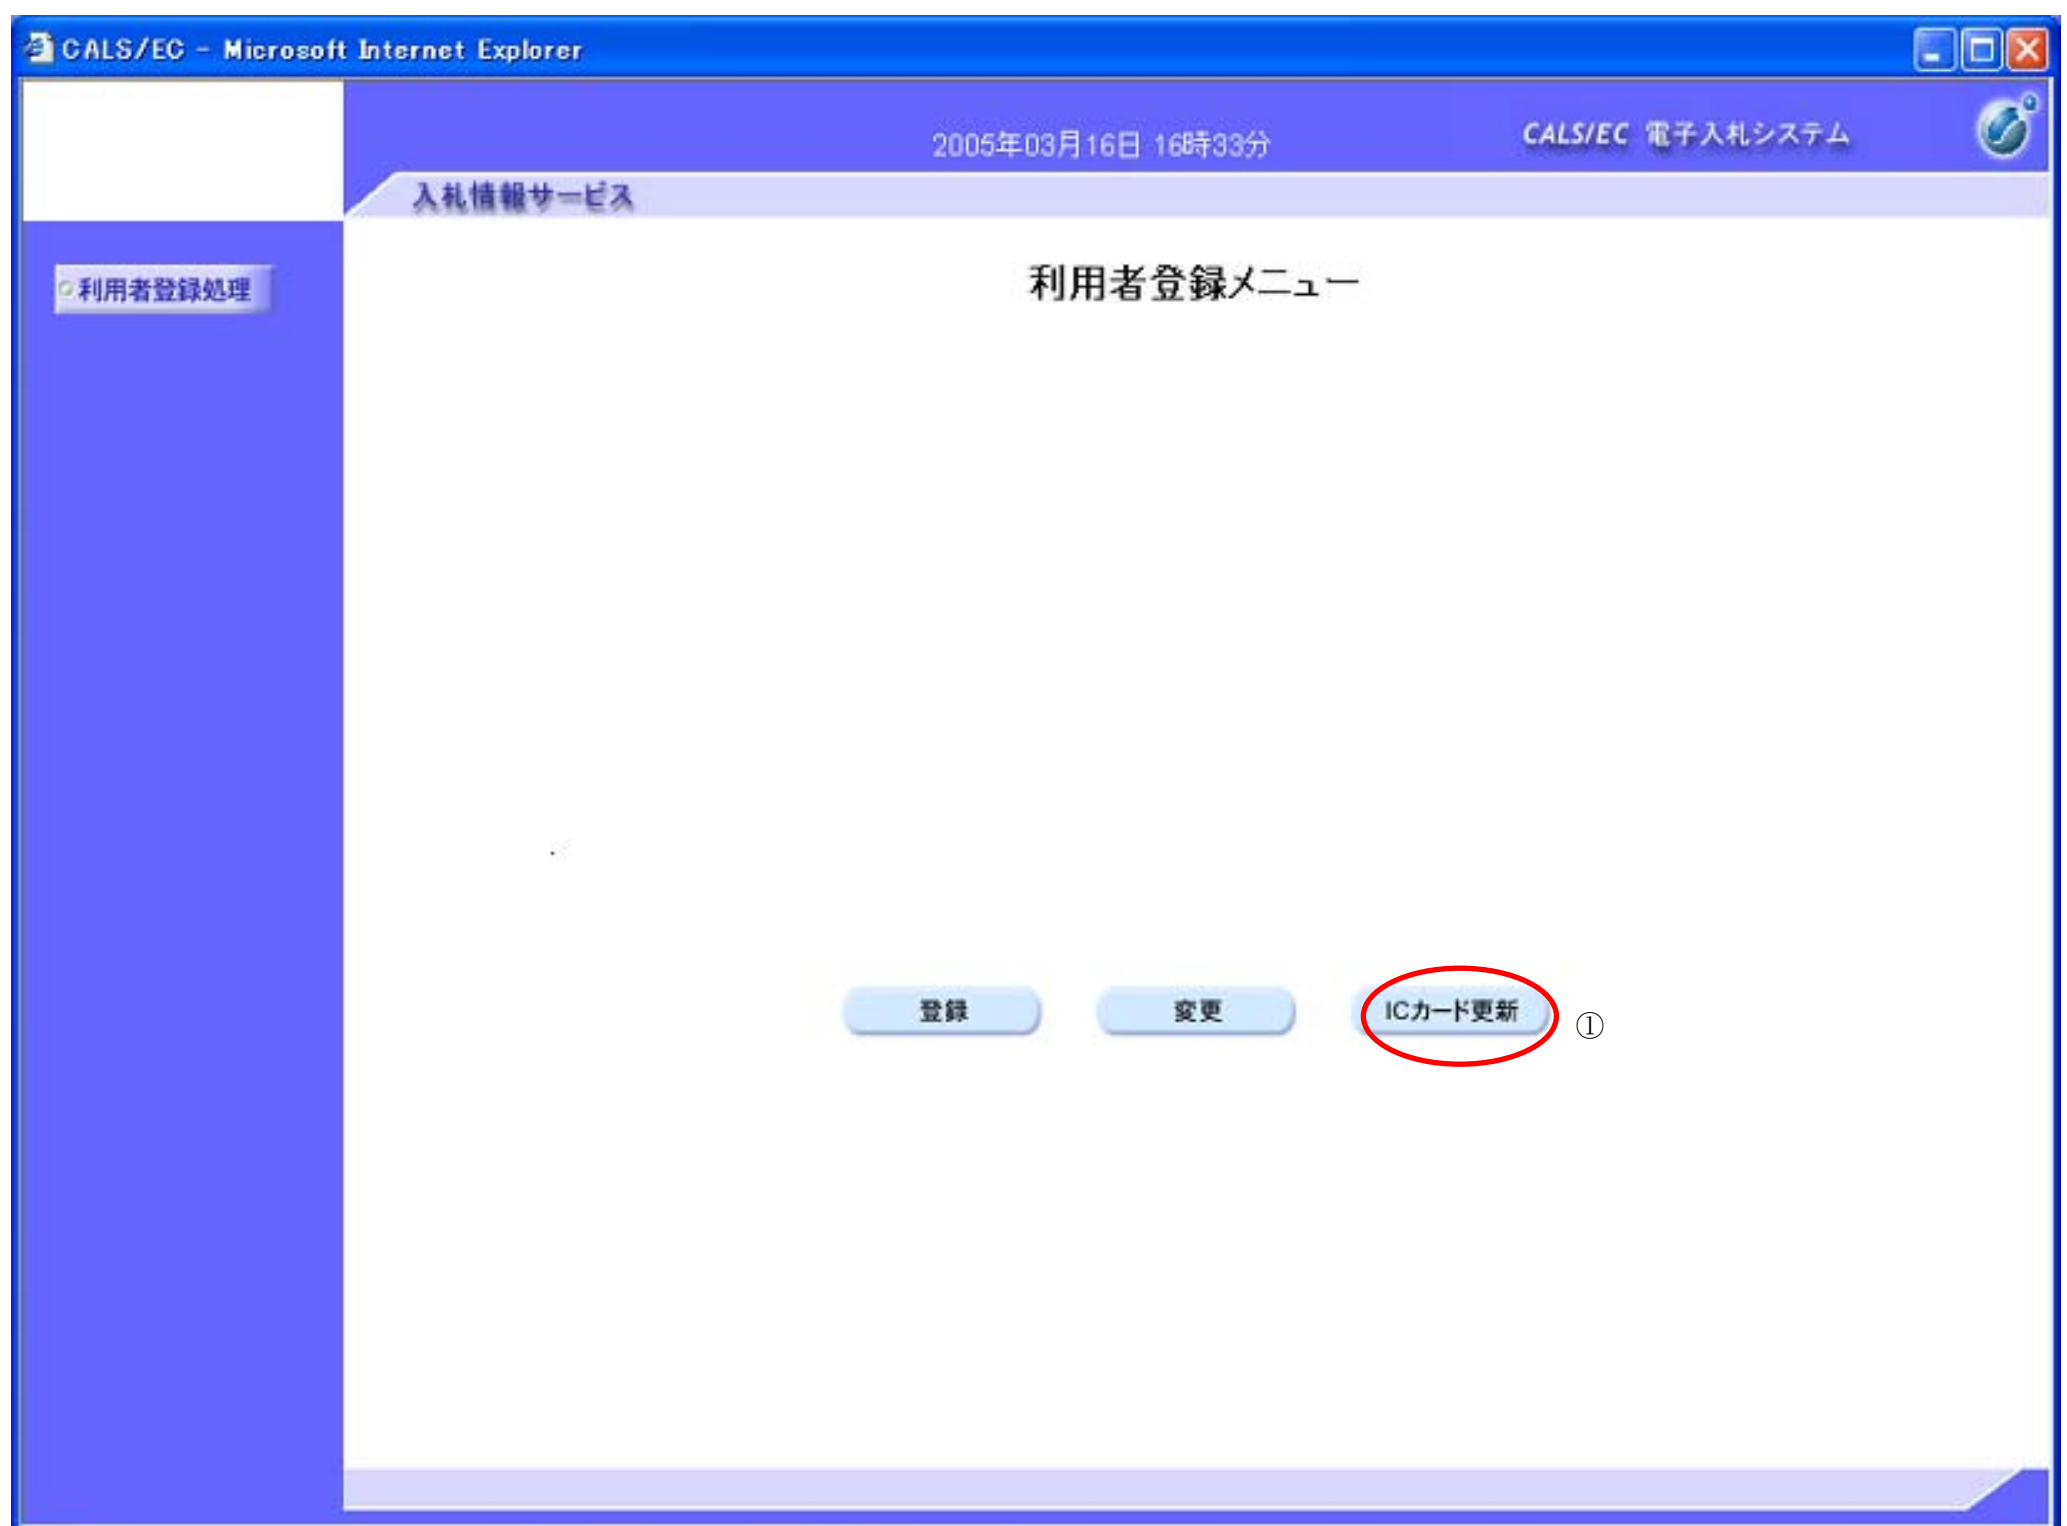 CALS/EC - Microsoft Internet Explorer
2005年03月16日 16時33分
CALS/EC 電子入札システム
入札情報サービス
利用者登録処理
利用者登録メニュー
登録
変更
ICカード更新
①